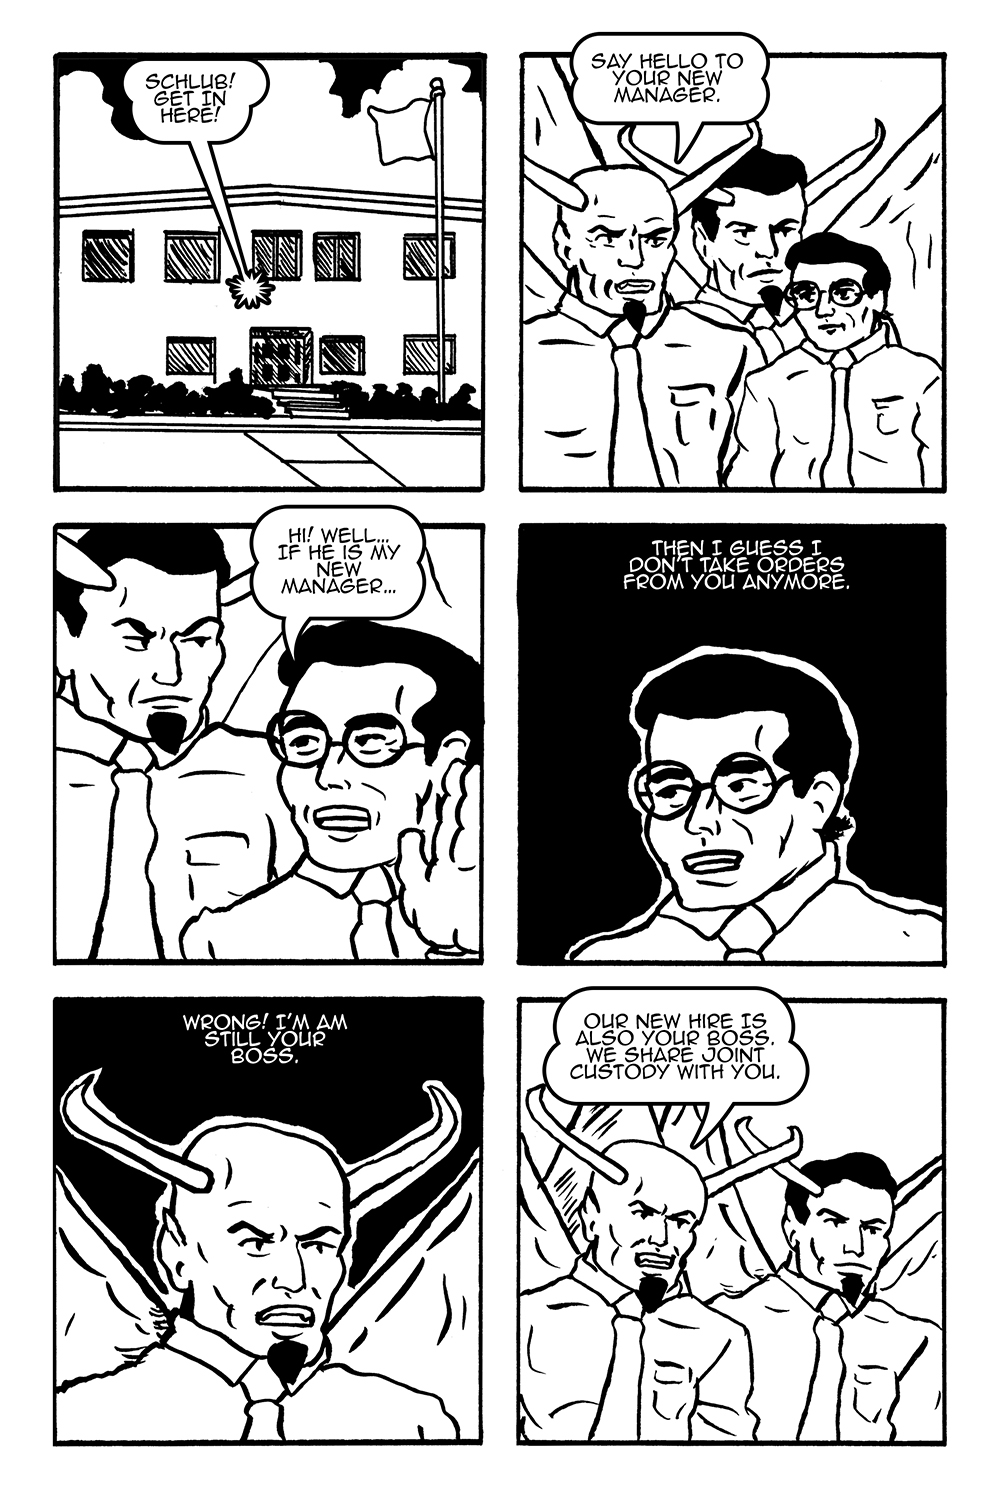 SCHLUB!
GET IN
HERE!
SAY HELLO TO
YOUR NEW
MANAGER.
HI! WELL...
IF HE IS MY
NEW
MANAGER...
THEN I GUESS I
DON'T TAKE ORDERS
FROM YOU ANYMORE.
WRONG! I'M AM
STILL YOUR
BOSS.
OUR NEW HIRE IS
ALSO YOUR BOSS.
WE SHARE JOINT
CUSTODY WITH YOU.